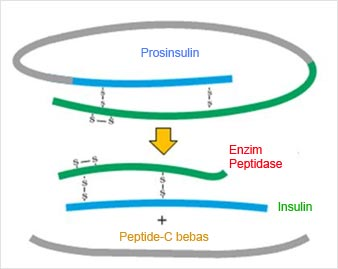 Prosinsulin
S
S
S
S
S S
Enzim
Peptidase
S S
S
S
S
S
Insulin
+
Peptide-C bebas